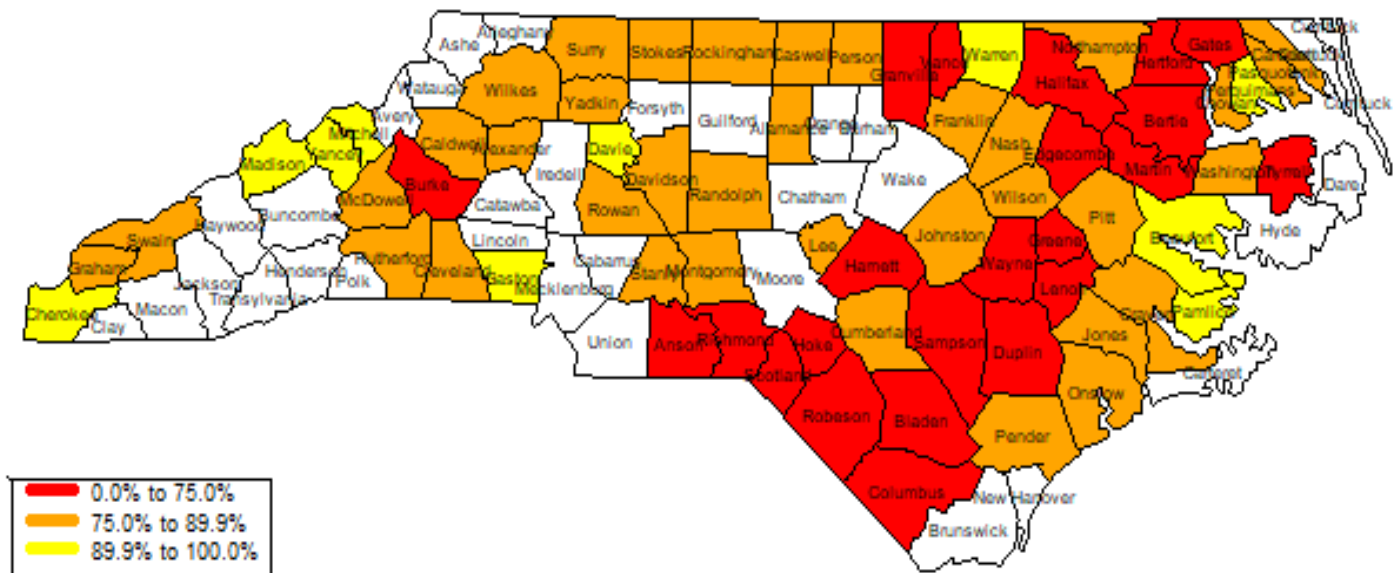 Ashe
Alleghany
Surry
Stokes
Rockingham
Caswell
Person
Granville
Vance
Warren
Northampton
Halifax
Hertford
Gates
Currituck
Pasquotank
Perquimans
Chowan
Currituck
Watauga
Wilkes
Yadkin
Forsyth
Guilford
Alamance
Orange
Durham
Franklin
Nash
Edgecombe
Bertie
Martin
Washington
Tyrrell
Dare
Avery
Mitchell
Yancey
Madison
Caldwell
Alexander
Davie
Iredell
Davidson
Randolph
Chatham
Wake
Wilson
Burke
McDowell
Catawba
Rowan
Buncombe
Haywood
Swain
Graham
Lincoln
Lee
Johnston
Greene
Pitt
Beaufort
Hyde
Cherokee
Clay
Macon
Jackson
Transylvania
Henderson
Polk
Rutherford
Cleveland
Gaston
Mecklenburg
Cabarrus
Stanly
Montgomery
Moore
Harnett
Wayne
Lenoir
Craven
Pamlico
Union
Anson
Richmond
Scotland
Hoke
Cumberland
Sampson
Duplin
Jones
Carteret
Onslow
Robeson
Bladen
Pender
Columbus
New Hanover
Brunswick
0.0% to 75.0%
75.0% to 89.9%
89.9% to 100.0%